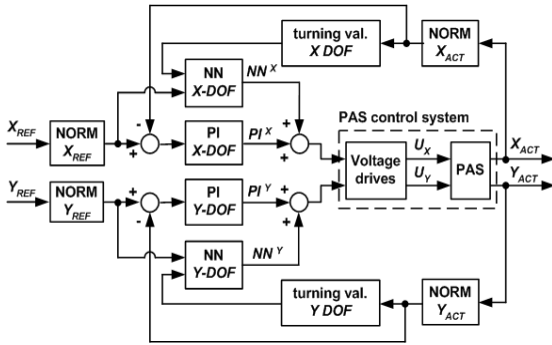 turning val.
X DOF
NORM
X_ACT
NN
X-DOF
NN^X
PAS control system
X_REF
NORM
X_REF
-
+
PI
X-DOF
PI^X
+
+
Voltage
drives
U_X
U_Y
PAS
X_ACT
Y_ACT
Y_REF
NORM
Y_REF
+
-
PI
Y-DOF
PI^Y
+
+
NN
Y-DOF
NN^Y
turning val.
Y DOF
NORM
Y_ACT